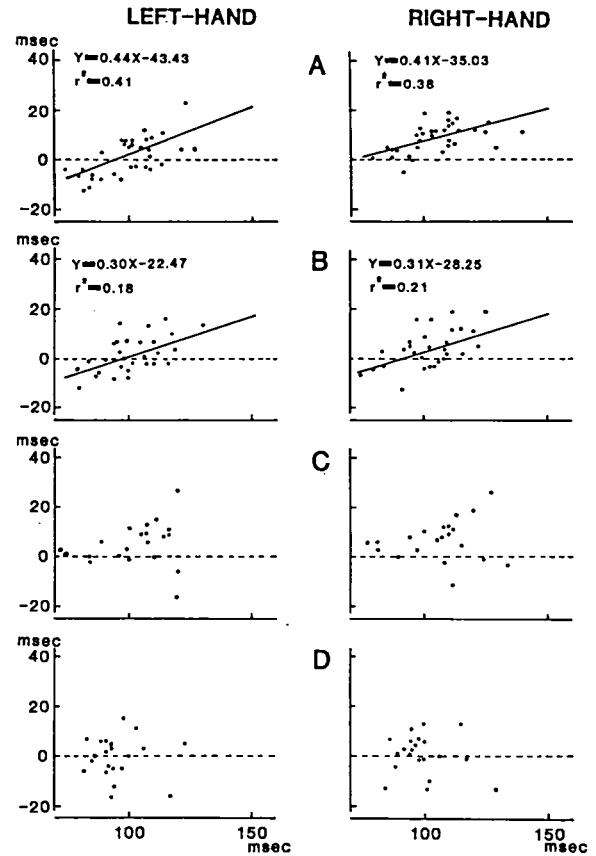 LEFT-HAND
RIGHT-HAND
msec
40
20
0
-20
Y=0.44X-43.43
r²=0.41
A
Y=0.41X-35.03
r²=0.38
msec
40
20
0
-20
Y=0.30X-22.47
r²=0.18
B
Y=0.31X-28.25
r²=0.21
msec
40
20
0
-20
C
msec
40
20
0
-20
D
100
150
msec
100
150
msec